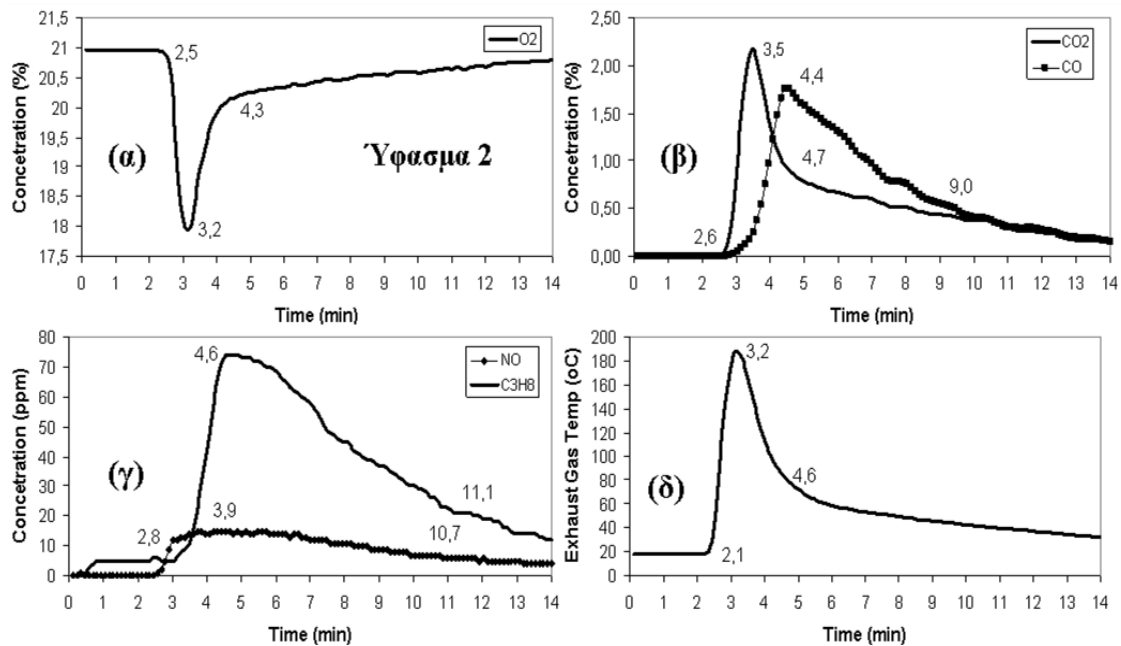 21,5
21
20,5
20
19,5
19
18,5
18
17,5
Concetration (%)
O2
2,5
4,3
3,2
(α)
Ύφασμα 2
0 1 2 3 4 5 6 7 8 9 10 11 12 13 14
Time (min)
2,50
2,00
1,50
1,00
0,50
0,00
Concetration (%)
CO2
CO
3,5
4,4
4,7
9,0
2,6
(β)
0 1 2 3 4 5 6 7 8 9 10 11 12 13 14
Time (min)
80
70
60
50
40
30
20
10
0
Concetration (ppm)
NO
C3H8
4,6
11,1
2,8
3,9
10,7
(γ)
0 1 2 3 4 5 6 7 8 9 10 11 12 13 14
Time (min)
200
180
160
140
120
100
80
60
40
20
0
Exhaust Gas Temp (oC)
3,2
4,6
2,1
(δ)
0 1 2 3 4 5 6 7 8 9 10 11 12 13 14
Time (min)